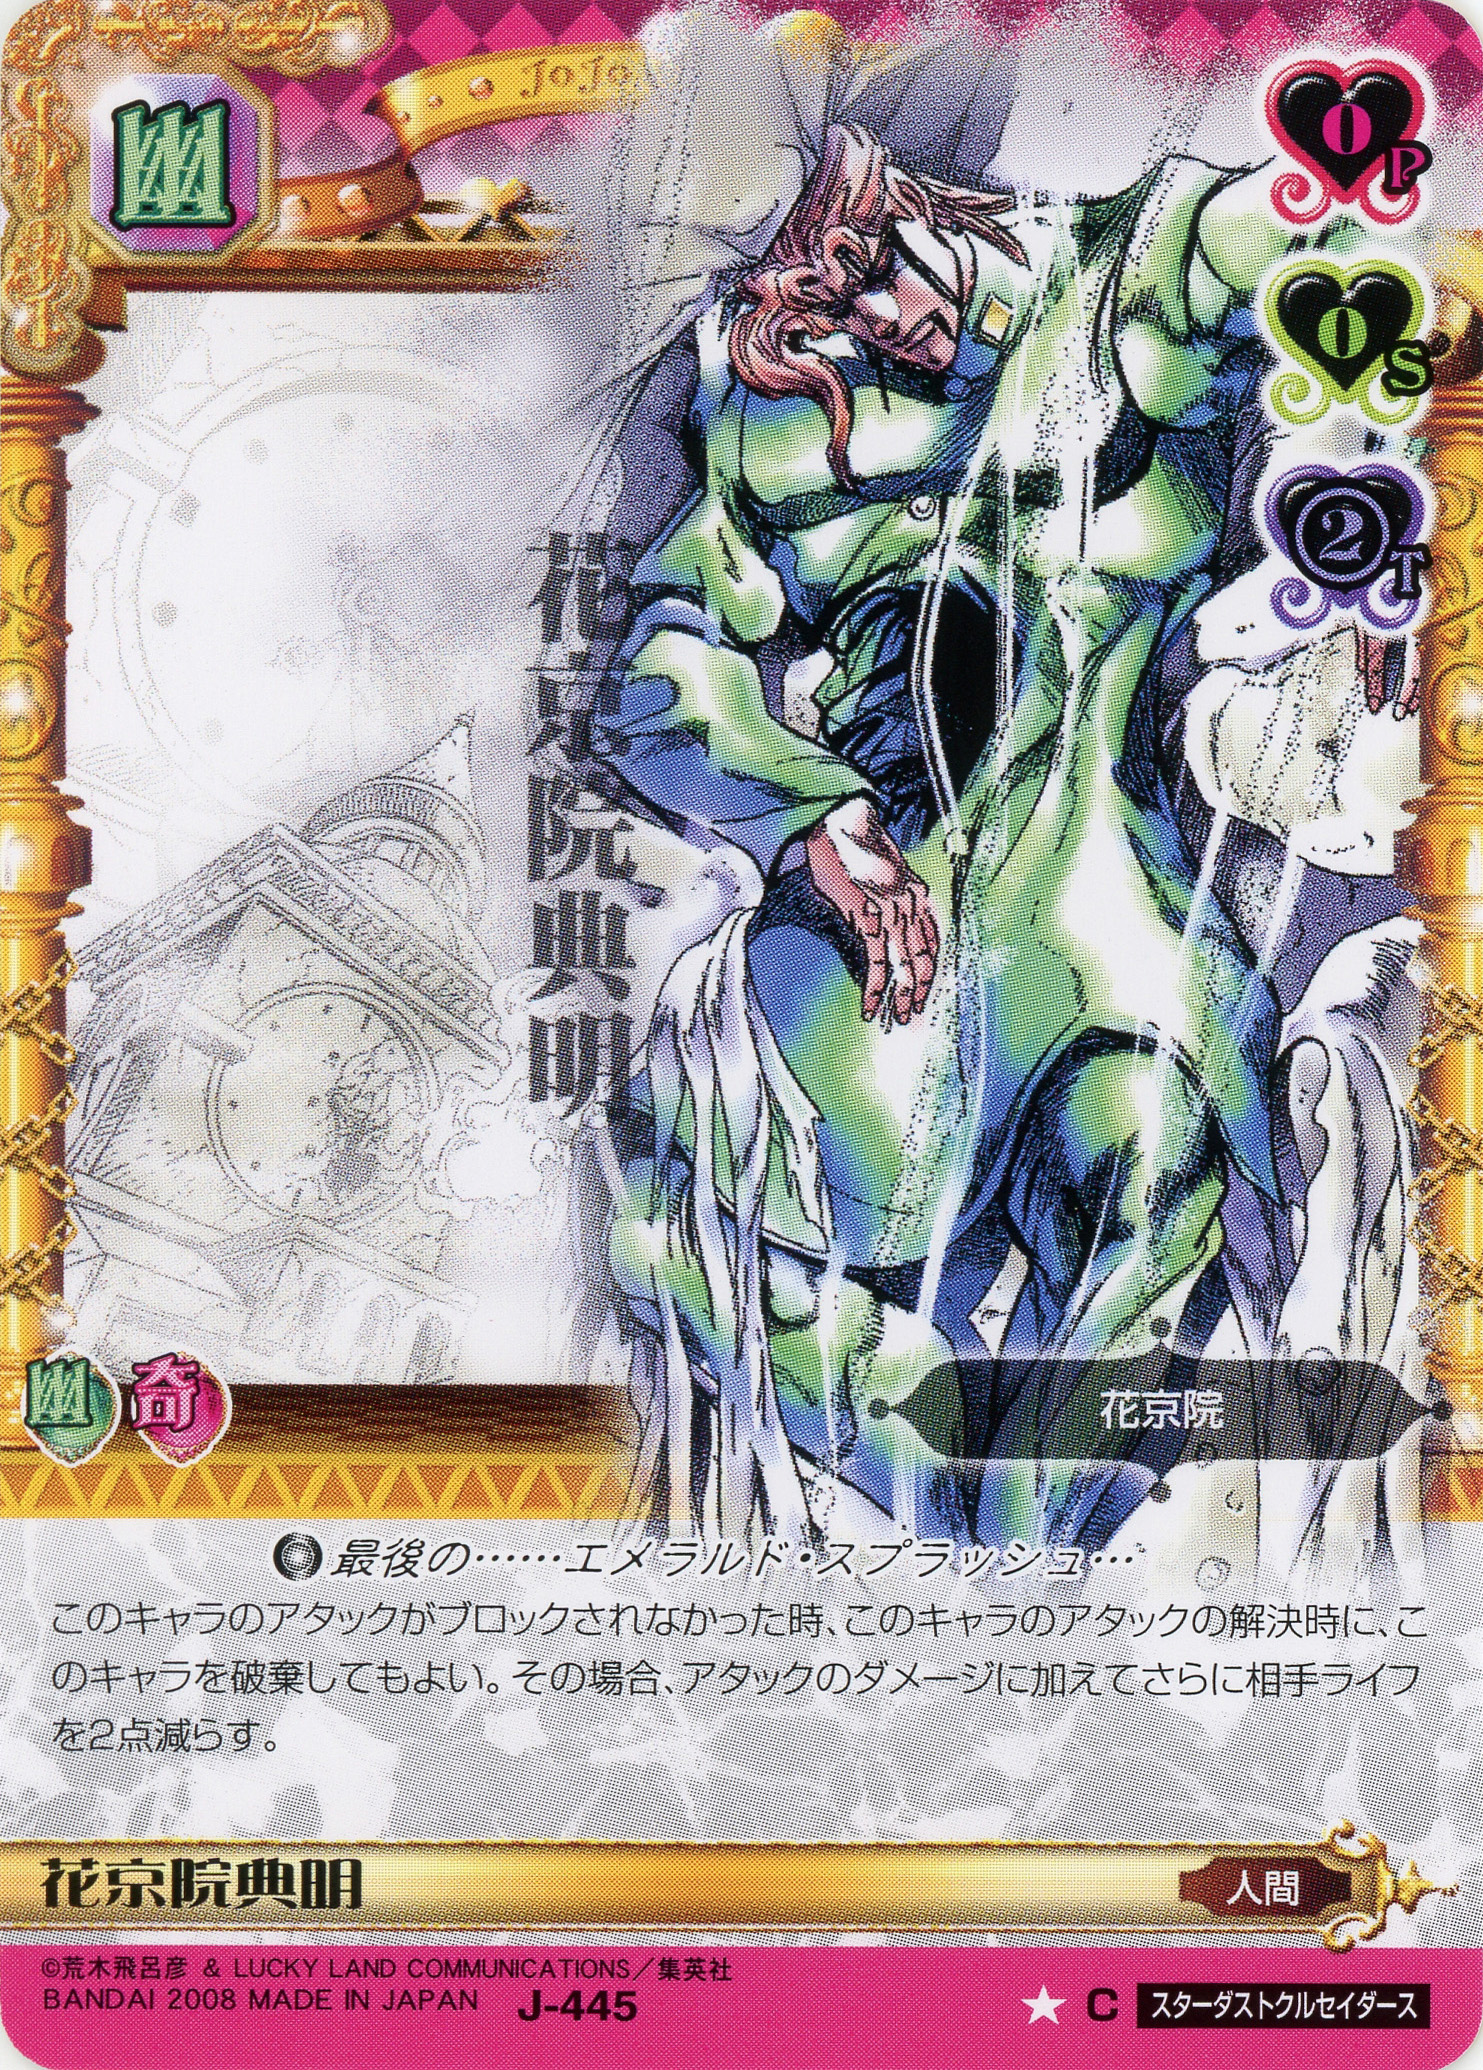 JoJo
幽
0P
0S
2T
花京院典明
幽 奇
花京院
最後の……エメラルド・スプラッシュ…
このキャラのアタックがブロックされなかった時、このキャラのアタックの解決時に、こ
のキャラを破棄してもよい。その場合、アタックのダメージに加えてさらに相手ライフ
を2点減らす。
花京院典明
人間
©荒木飛呂彦 & LUCKY LAND COMMUNICATIONS/集英社
BANDAI 2008 MADE IN JAPAN J-445
★ C スターダストクルセイダース